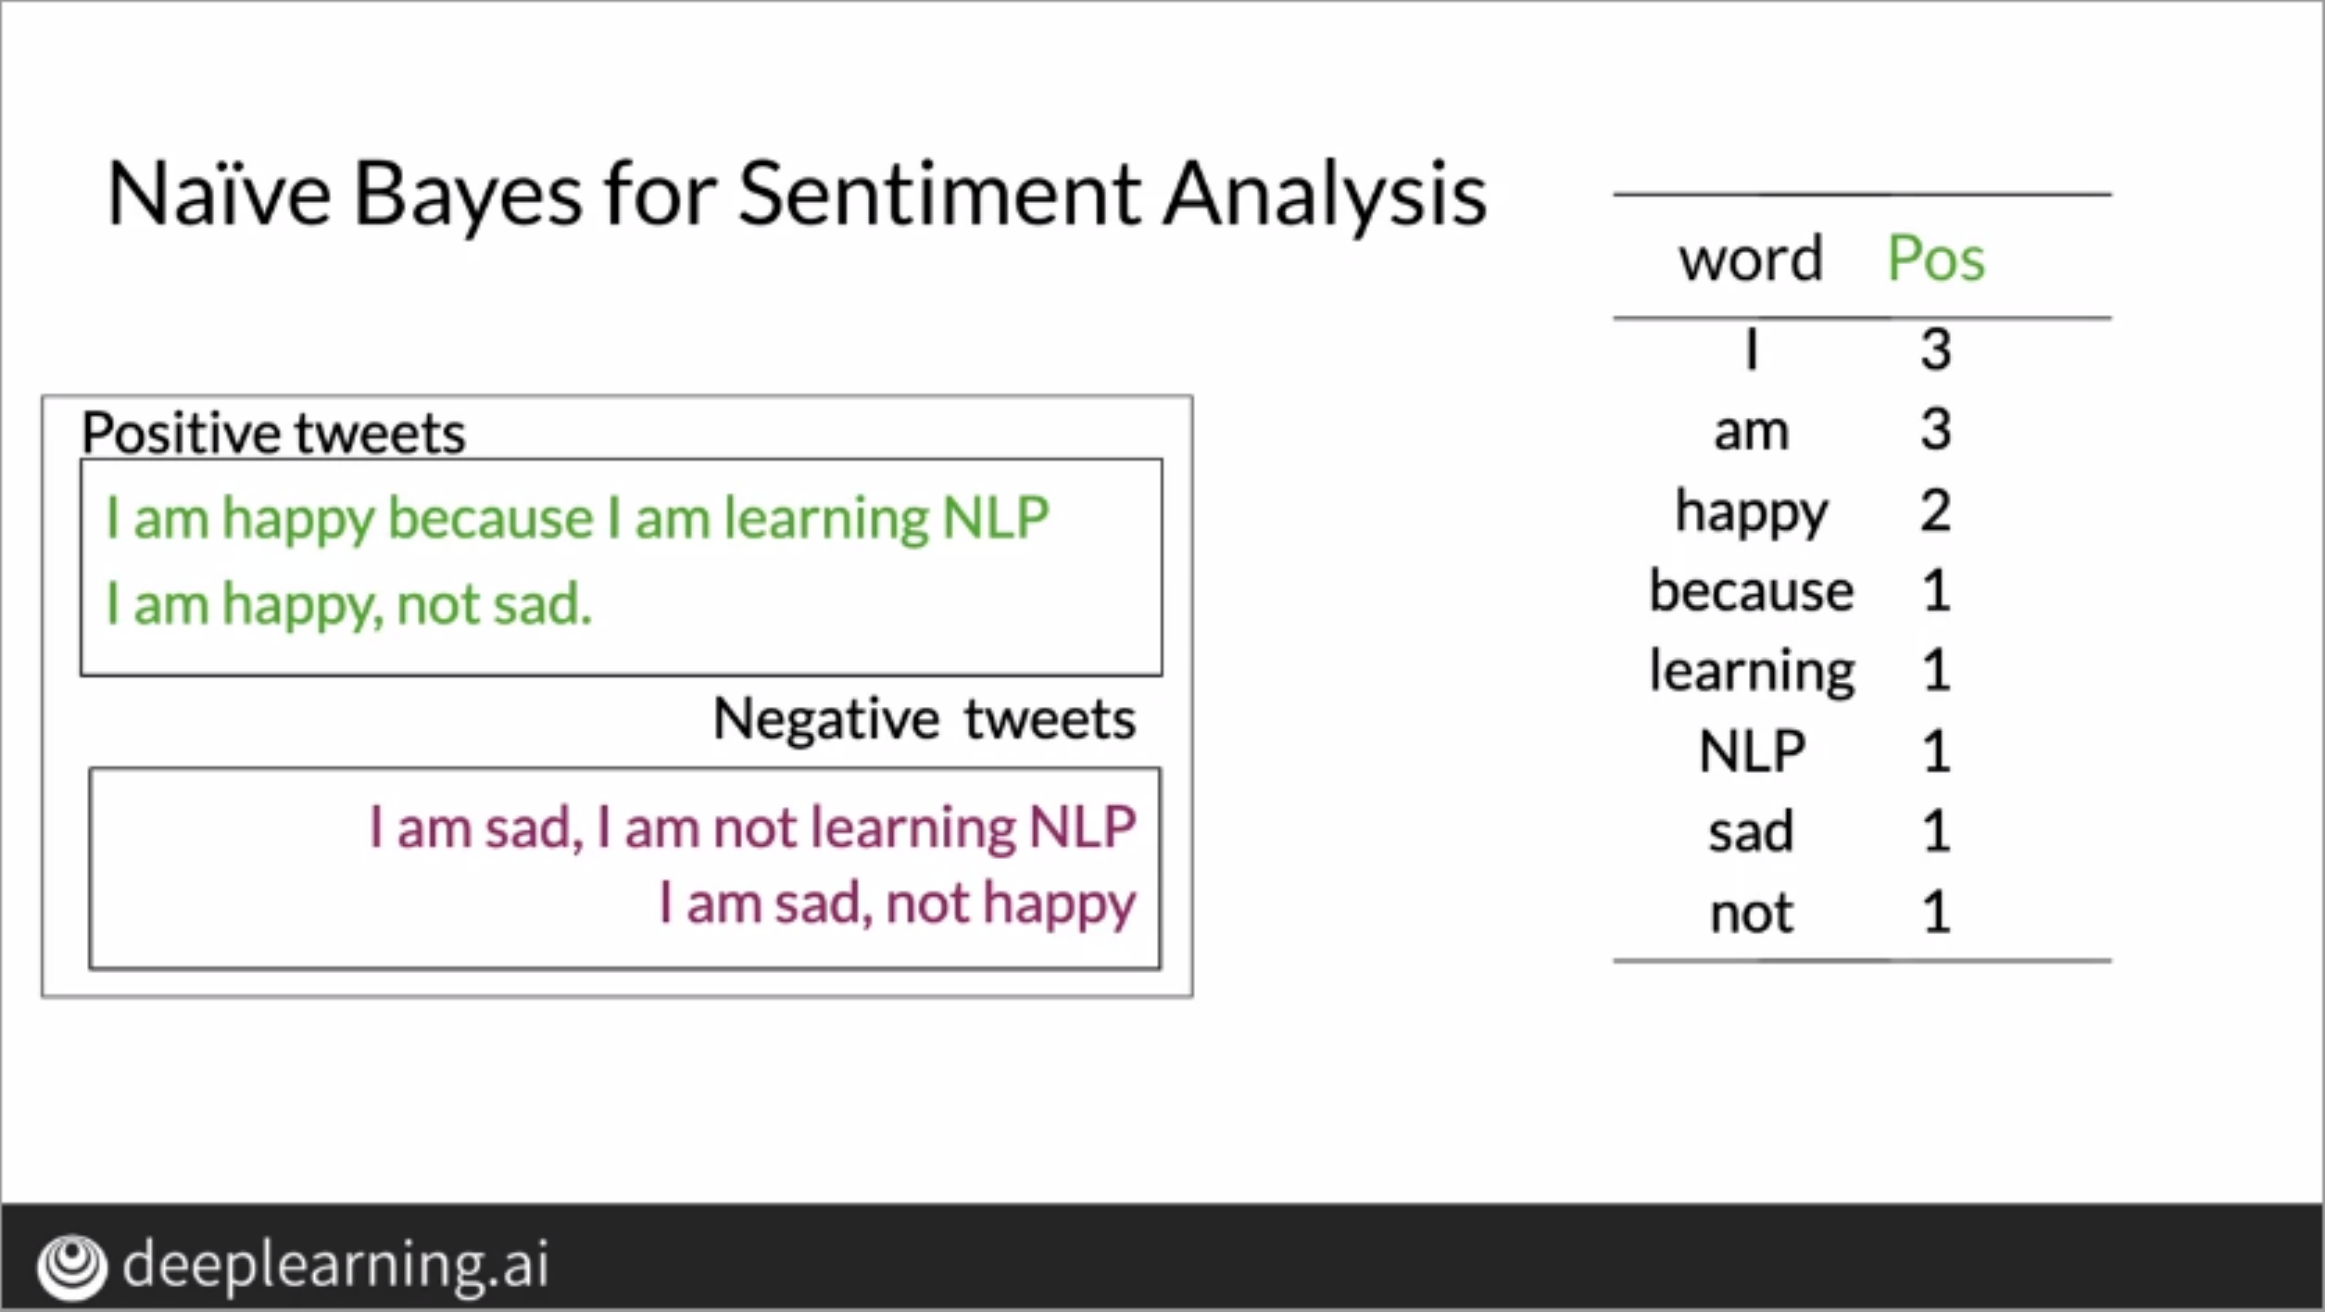 Naïve Bayes for Sentiment Analysis
Positive tweets
I am happy because I am learning NLP
I am happy, not sad.
Negative tweets
I am sad, I am not learning NLP
I am sad, not happy
word Pos
I 3
am 3
happy 2
because 1
learning 1
NLP 1
sad 1
not 1
deeplearning.ai